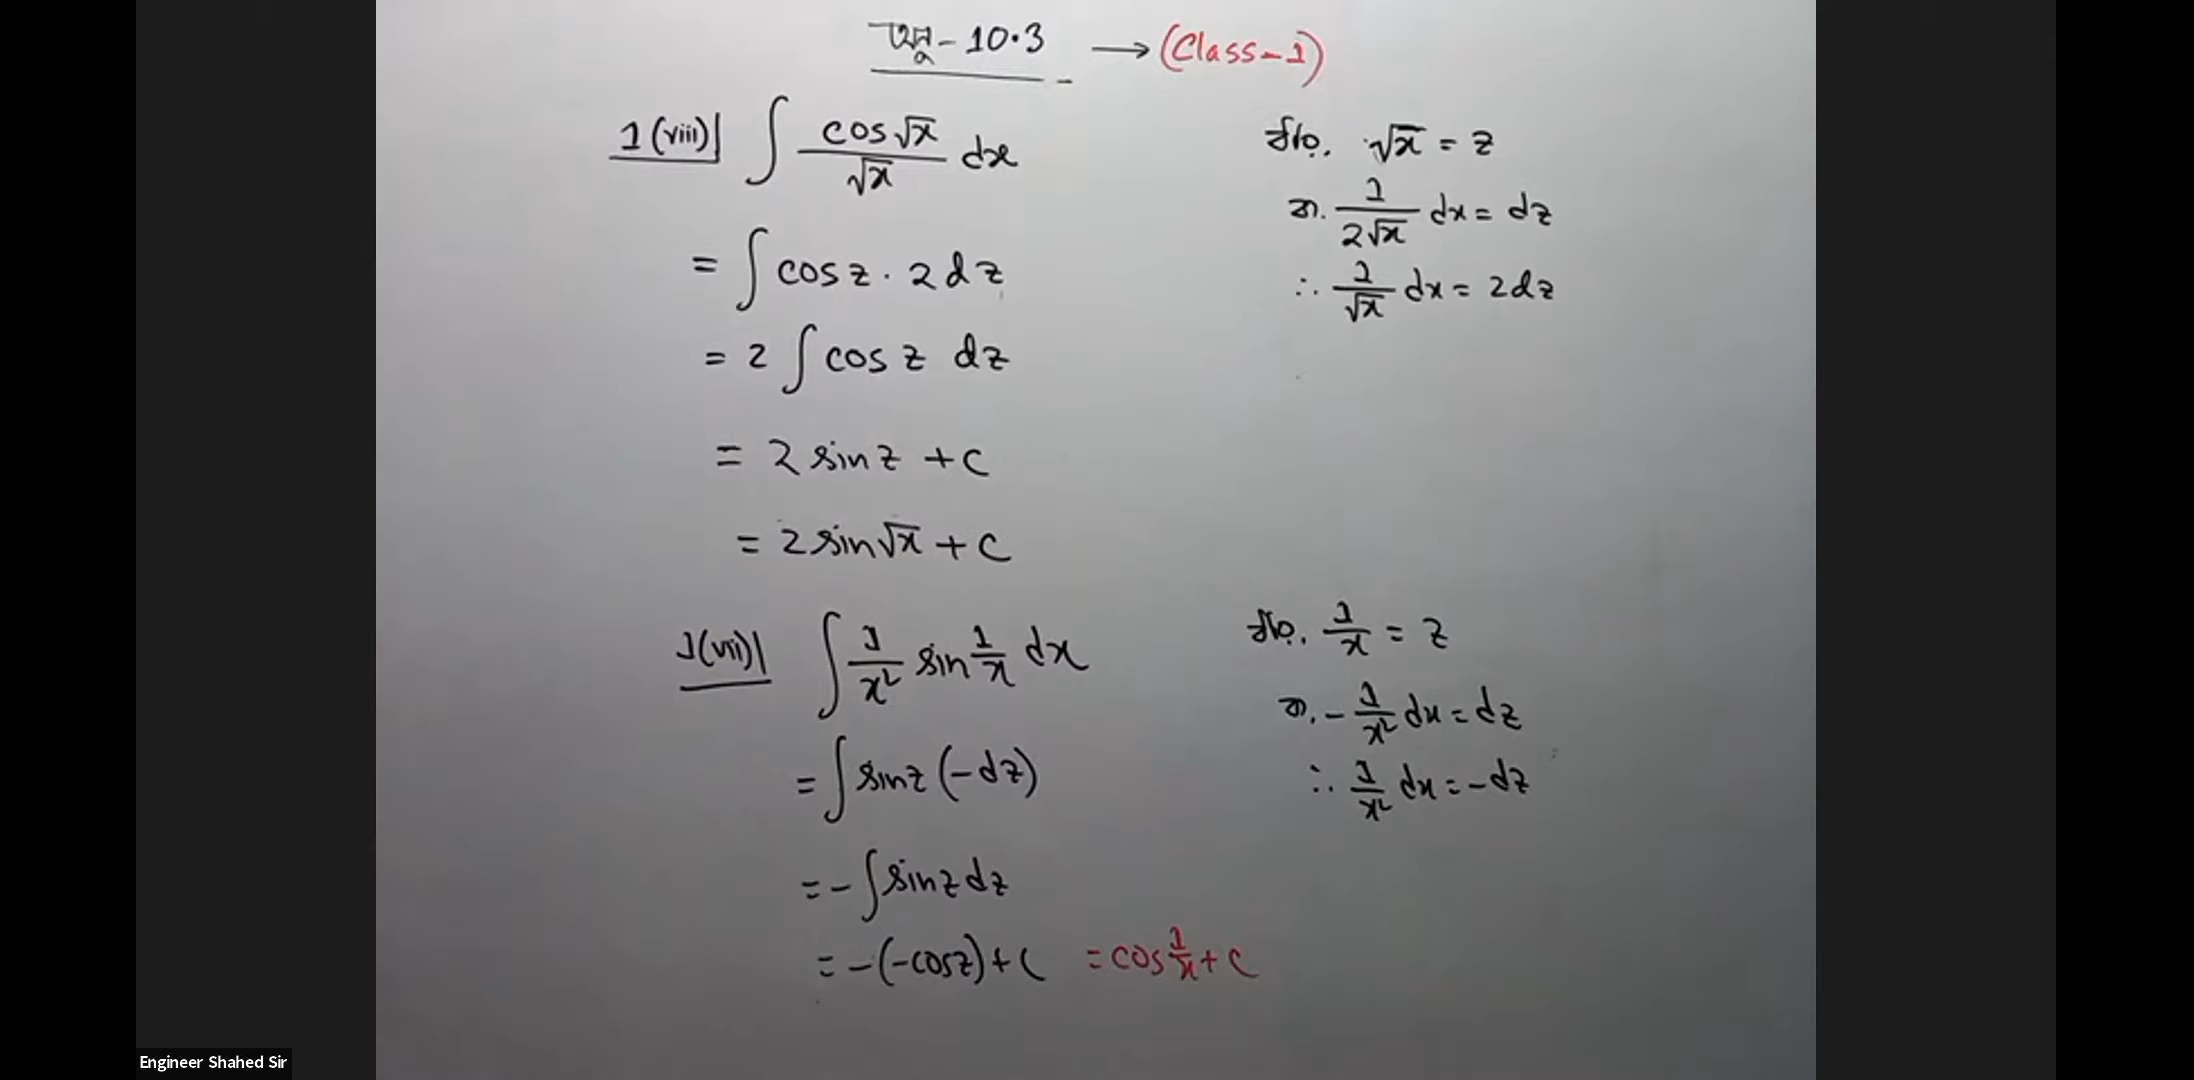 অনু - 10.3 → (Class-1)
1(viii)| ∫ cos√x/√x dx
ধরি, √x = z
বা, 1/(2√x) dx = dz
∴ 1/√x dx = 2dz
= ∫ cos z · 2 dz
= 2 ∫ cos z dz
= 2 sin z + c
= 2 sin√x + c
1(vii)| ∫ 1/x² sin 1/x dx
ধরি, 1/x = z
বা, - 1/x² dx = dz
∴ 1/x² dx = -dz
= ∫ sin z (-dz)
= - ∫ sin z dz
= -(-cos z) + c = cos 1/x + c
Engineer Shahed Sir